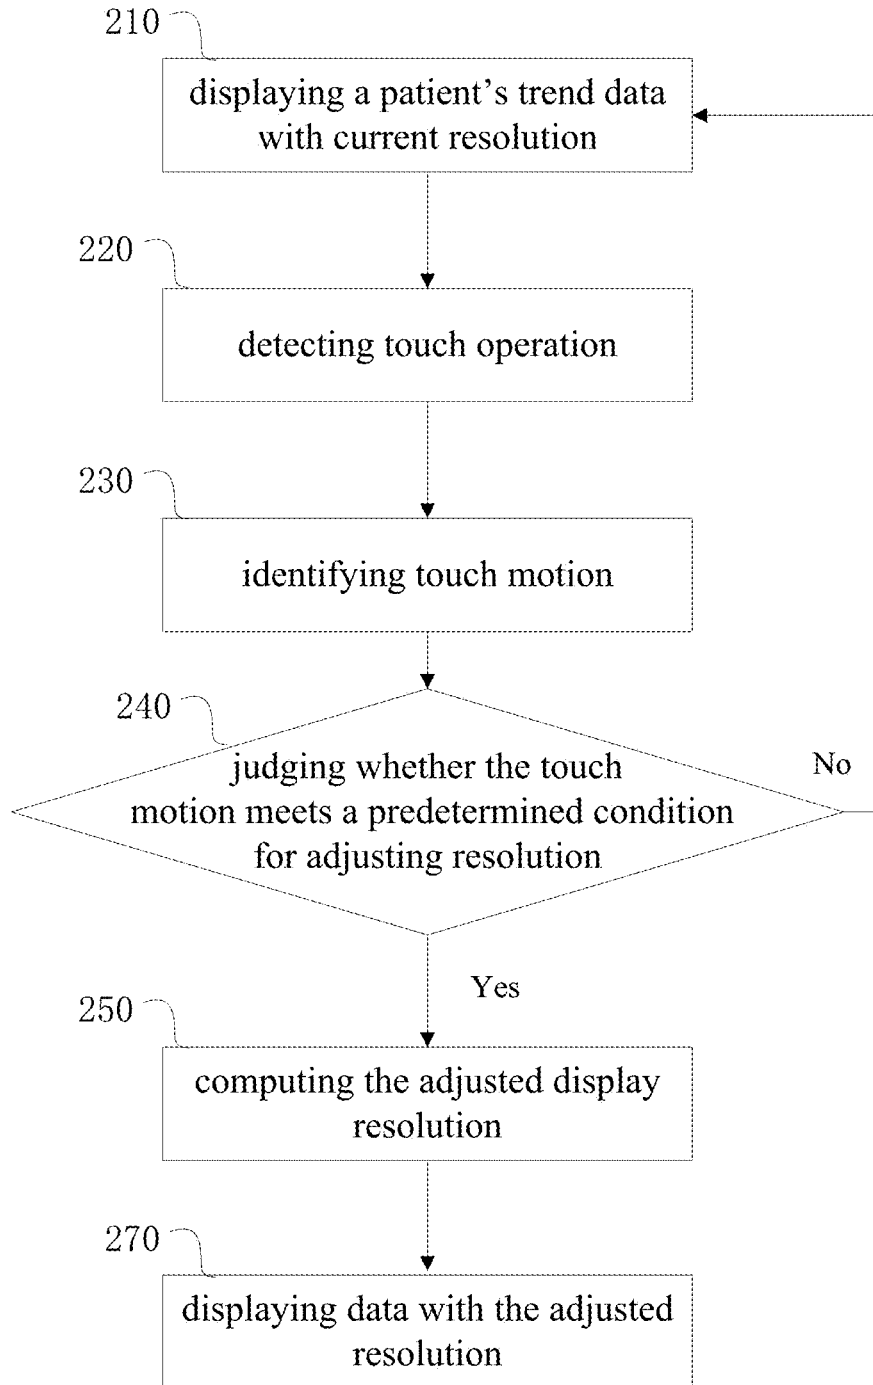 210
displaying a patient's trend data
with current resolution
220
detecting touch operation
230
identifying touch motion
240
judging whether the touch
motion meets a predetermined condition
for adjusting resolution
No
Yes
250
computing the adjusted display
resolution
270
displaying data with the adjusted
resolution